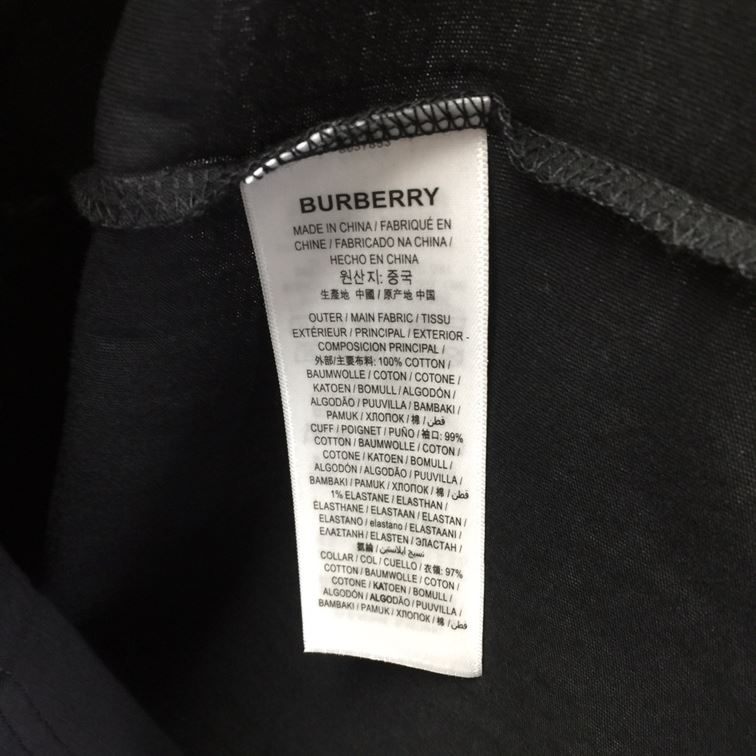 BURBERRY
MADE IN CHINA / FABRIQUÉ EN
CHINE / FABRICADO NA CHINA /
HECHO EN CHINA
원산지: 중국
生產地 中國 / 原产地 中国
OUTER / MAIN FABRIC / TISSU
EXTÉRIEUR / PRINCIPAL / EXTERIOR -
COMPOSICION PRINCIPAL /
外部/主要布料: 100% COTTON /
BAUMWOLLE / COTON / COTONE /
KATOEN / BOMULL / ALGODÓN /
ALGODÃO / PUUVILLA / BAMBAKI /
PAMUK / ХЛОПОК / 棉 / قطن /
CUFF / POIGNET / PUÑO / 袖口: 99%
COTTON / BAUMWOLLE / COTON /
COTONE / KATOEN / BOMULL /
ALGODÓN / ALGODÃO / PUUVILLA /
BAMBAKI / PAMUK / ХЛОПОК / 棉 / قطن /
1% ELASTANE / ELASTHAN /
ÉLASTHANE / ELASTAAN / ELASTAN /
ELASTANO / elastano / ELASTAANI /
ΕΛΑΣΤΑΝΗ / ELASTEN / ЭЛАСТАН /
氨綸 / نسيج ايلاستين /
COLLAR / COL / CUELLO / 衣領: 97%
COTTON / BAUMWOLLE / COTON /
COTONE / KATOEN / BOMULL /
ALGODÓN / ALGODÃO / PUUVILLA /
BAMBAKI / PAMUK / ХЛОПОК / 棉 / قطن /